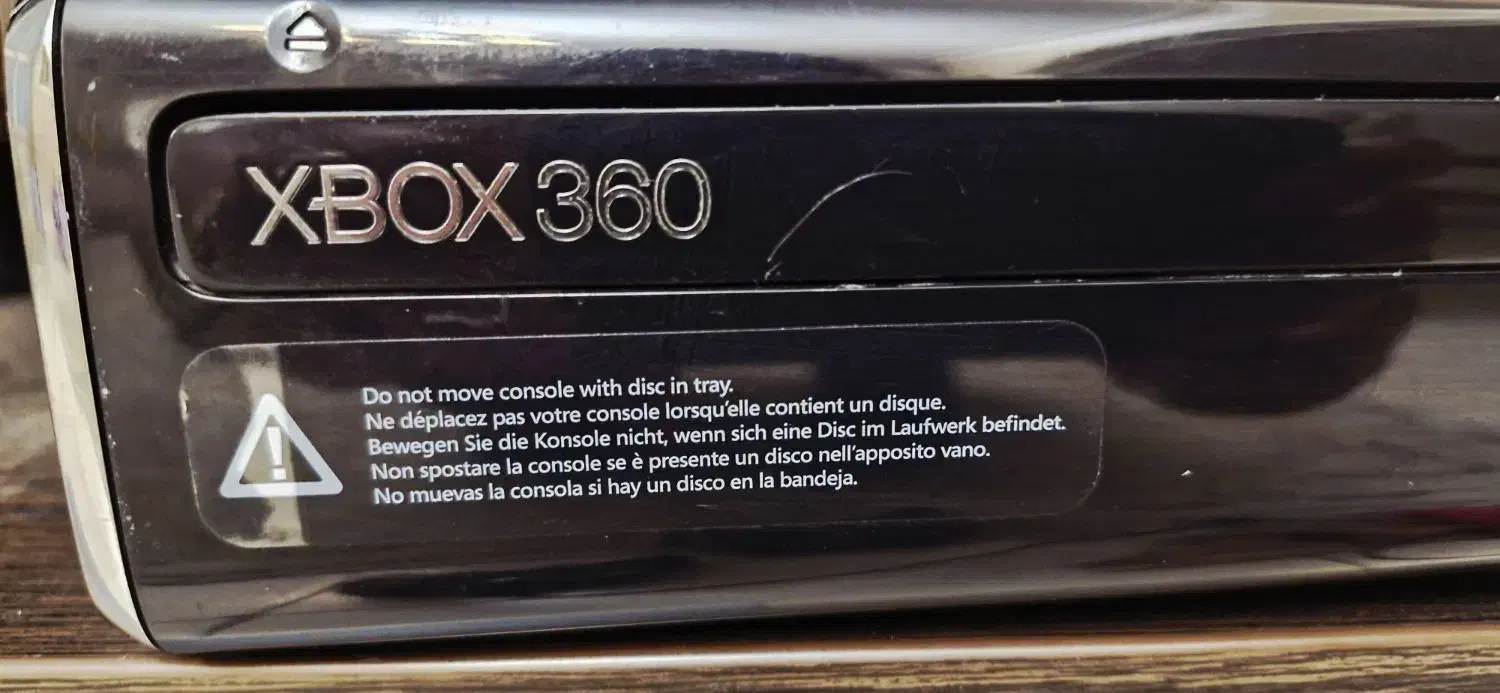 XBOX 360
Do not move console with disc in tray.
Ne déplacez pas votre console lorsqu'elle contient un disque.
Bewegen Sie die Konsole nicht, wenn sich eine Disc im Laufwerk befindet.
Non spostare la console se è presente un disco nell'apposito vano.
No muevas la consola si hay un disco en la bandeja.